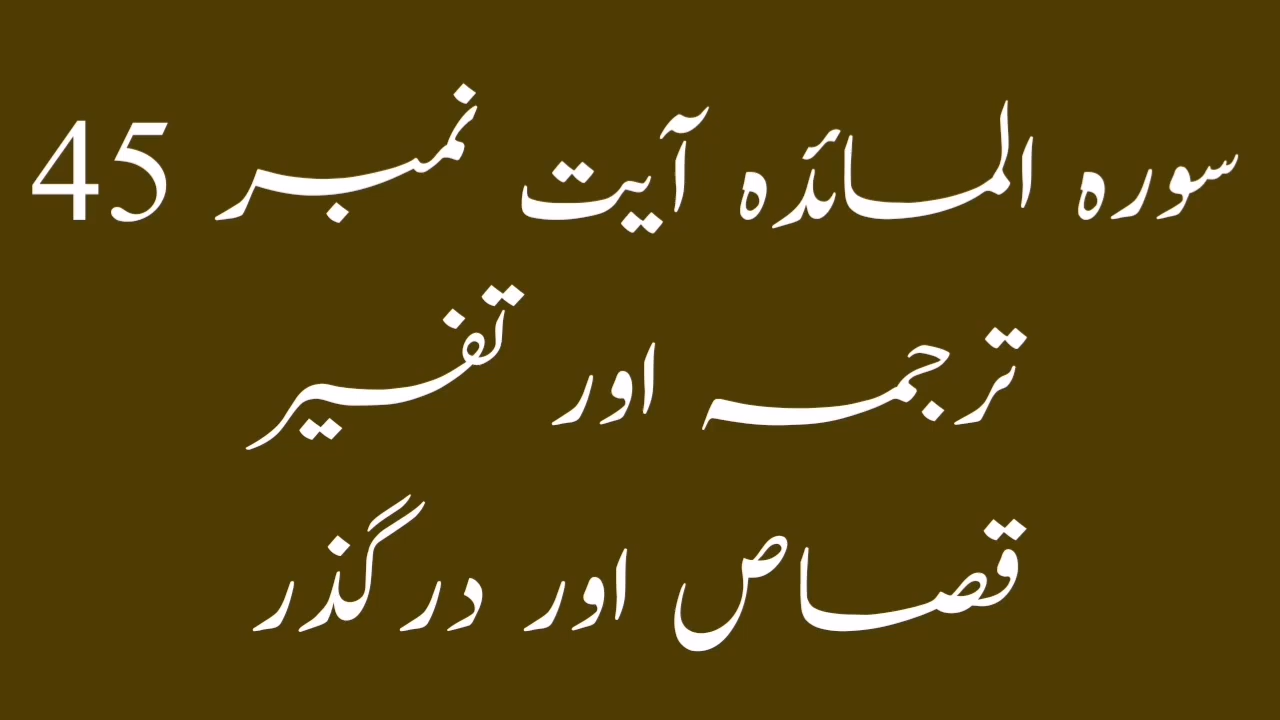 سورہ المائدہ آیت نمبر 45
ترجمہ اور تفسیر
قصاص اور درگذر